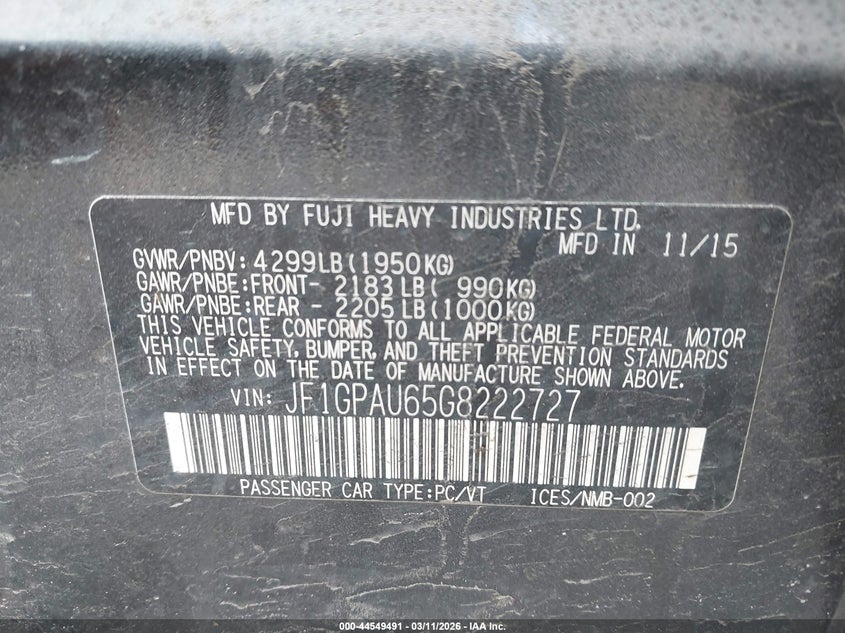 MFD BY FUJI HEAVY INDUSTRIES LTD.
MFD IN 11/15
GVWR/PNBV: 4299LB(1950KG)
GAWR/PNBE:FRONT- 2183LB( 990KG)
GAWR/PNBE:REAR - 2205LB(1000KG)
THIS VEHICLE CONFORMS TO ALL APPLICABLE FEDERAL MOTOR
VEHICLE SAFETY, BUMPER, AND THEFT PREVENTION STANDARDS
IN EFFECT ON THE DATE OF MANUFACTURE SHOWN ABOVE.
VIN: JF1GPAU65G8222727
PASSENGER CAR TYPE:PC/VT ICES/NMB-002
000-44549491 - 03/11/2026 - IAA Inc.